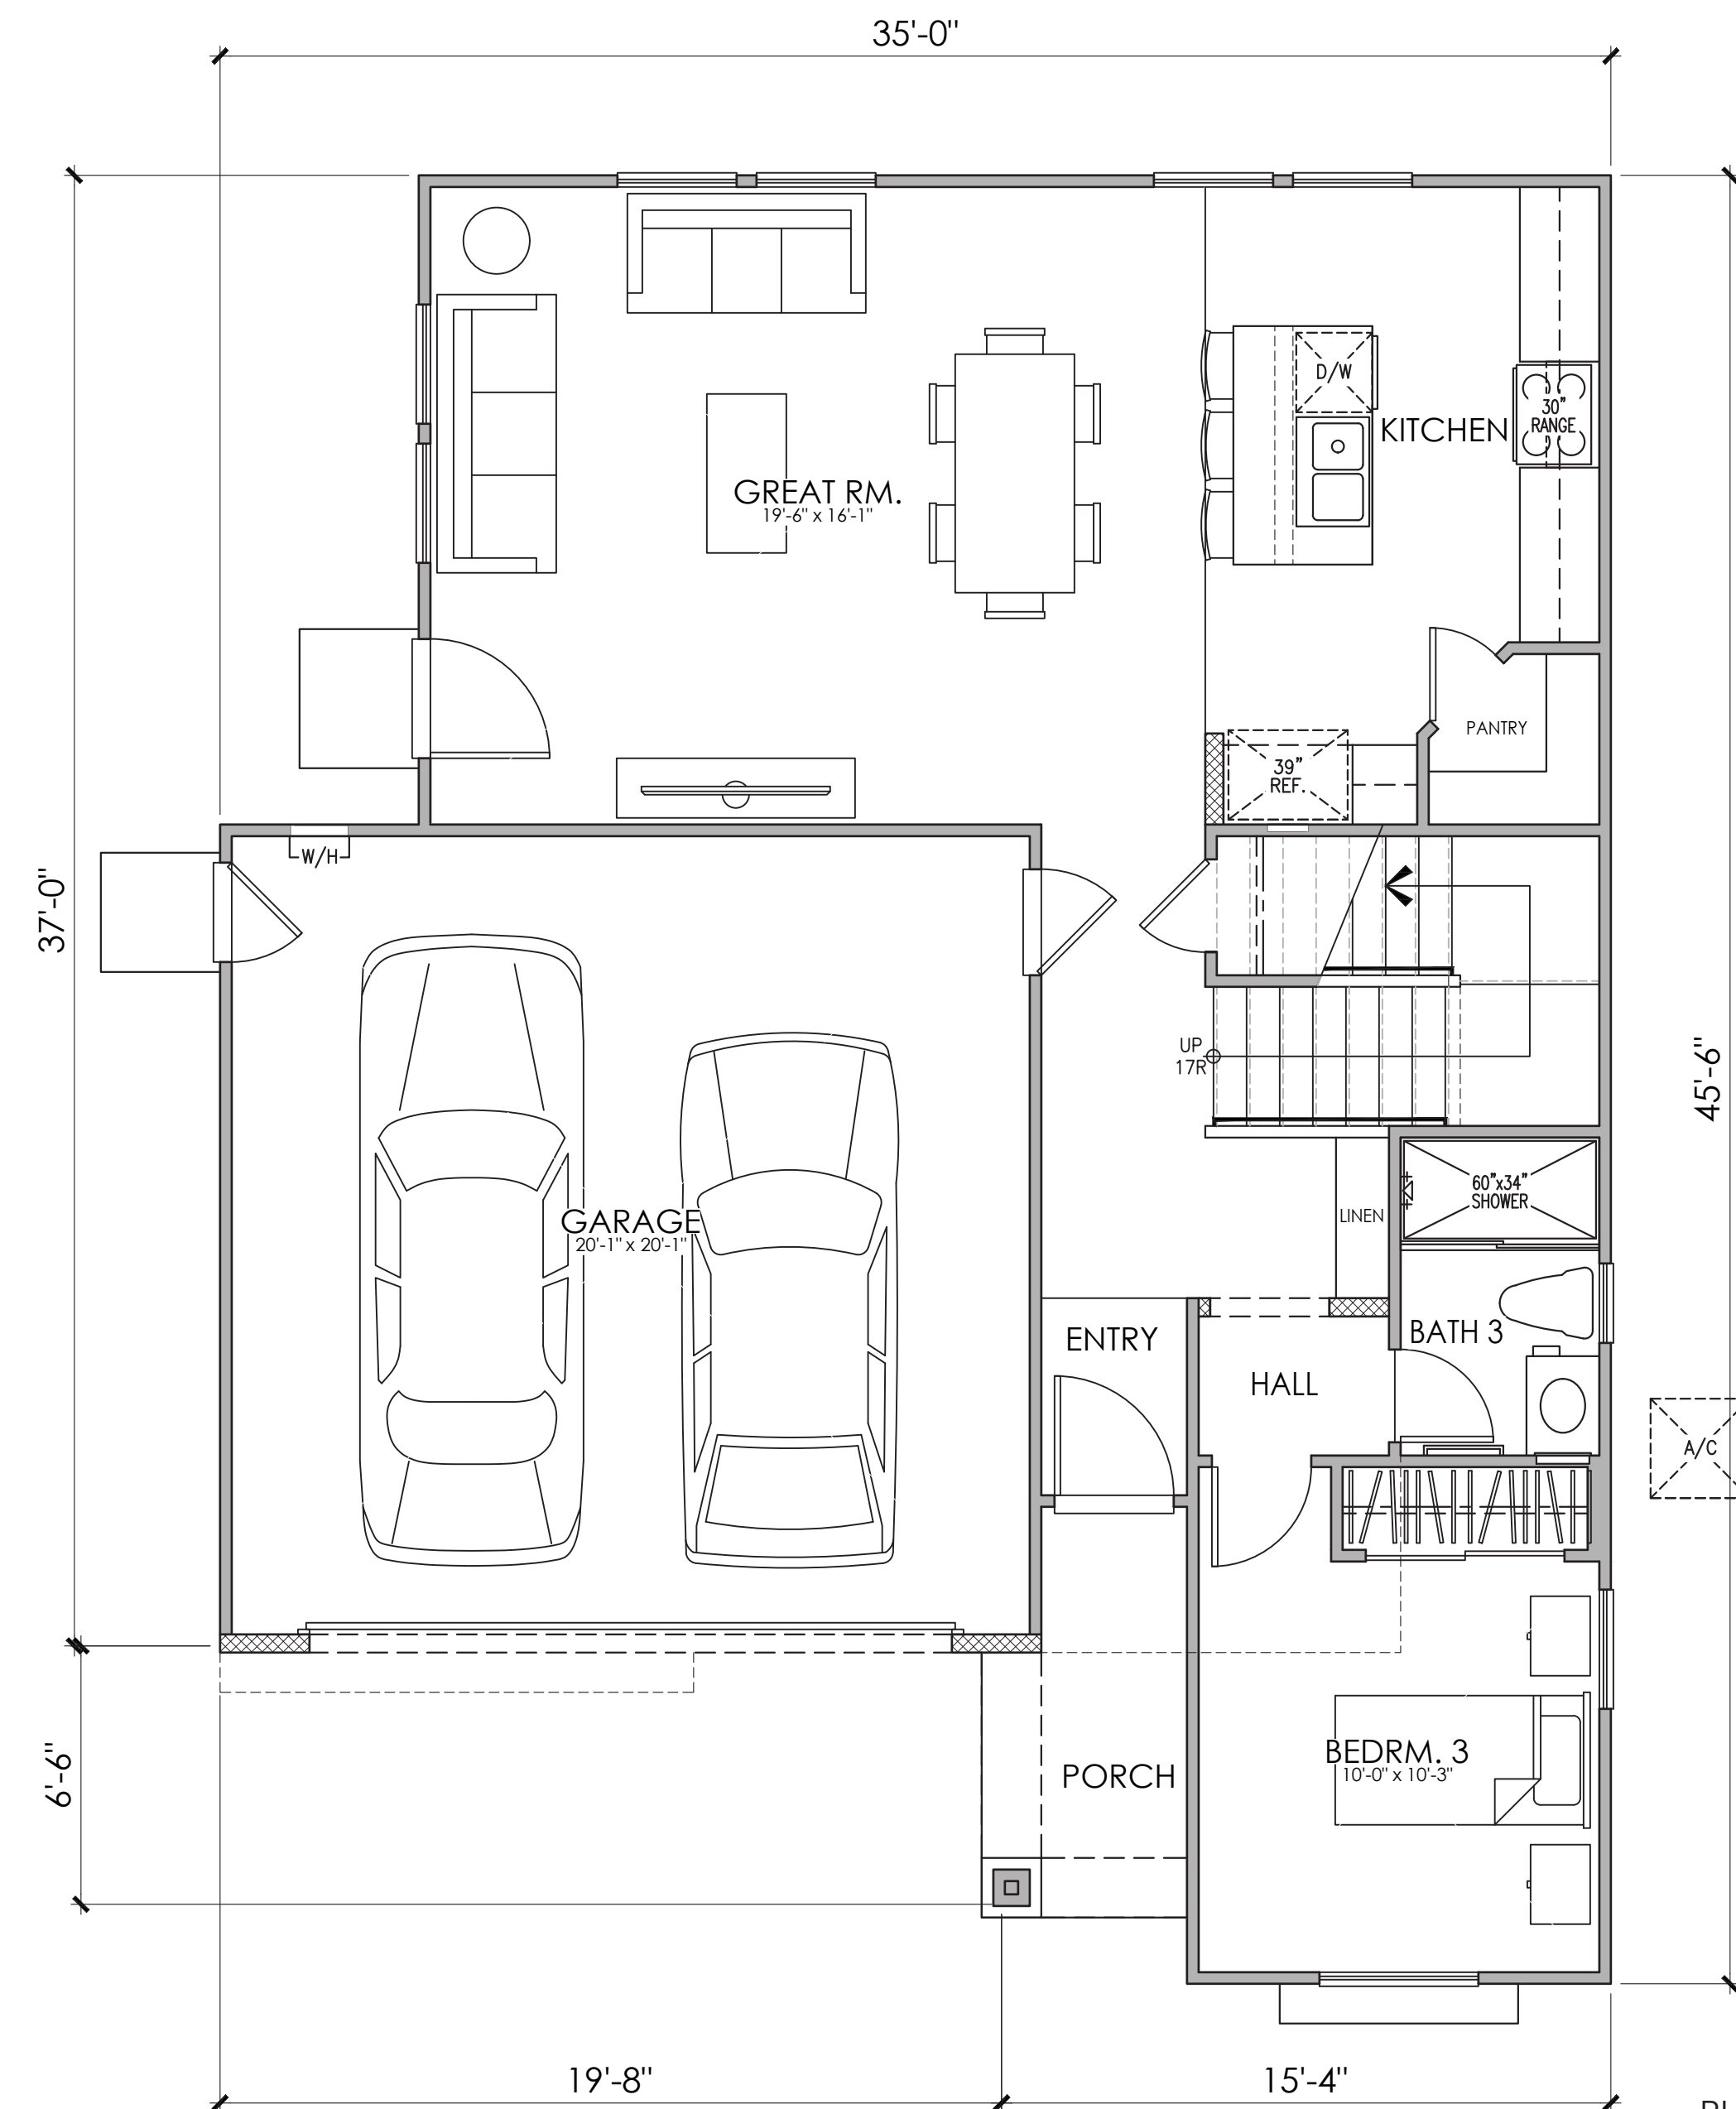 35'-0"
D/W
KITCHEN
30"
RANGE
GREAT RM.
19'-6" x 16'-1"
PANTRY
39"
REF.
W/H
37'-0"
UP
17R
45'-6"
60"x34"
SHOWER
LINEN
GARAGE
20'-1" x 20'-1"
ENTRY
BATH 3
HALL
A/C
BEDRM. 3
10'-0" x 10'-3"
PORCH
6'-6"
19'-8"
15'-4"